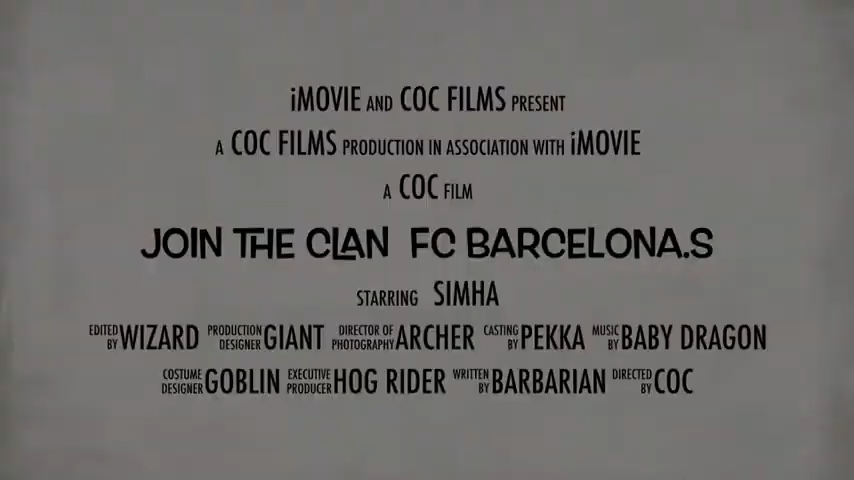 iMOVIE AND COC FILMS PRESENT
A COC FILMS PRODUCTION IN ASSOCIATION WITH iMOVIE
A COC FILM
JOIN THE CLAN FC BARCELONA.S
STARRING SIMHA
EDITED BY WIZARD PRODUCTION DESIGNER GIANT DIRECTOR OF PHOTOGRAPHY ARCHER CASTING BY PEKKA MUSIC BY BABY DRAGON
COSTUME DESIGNER GOBLIN EXECUTIVE PRODUCER HOG RIDER WRITTEN BY BARBARIAN DIRECTED BY COC